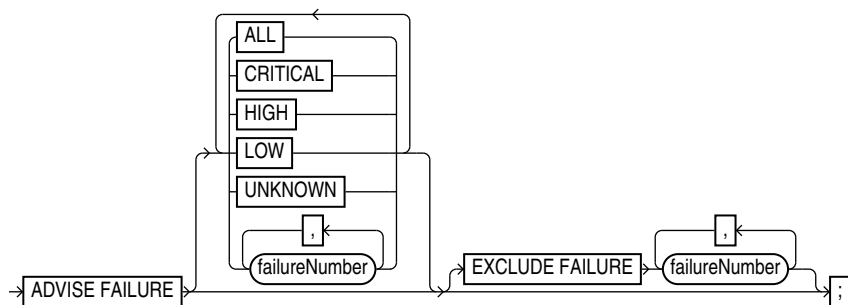 ALL
CRITICAL
HIGH
LOW
UNKNOWN
, ,
failureNumber EXCLUDE FAILURE failureNumber
ADVISE FAILURE ;